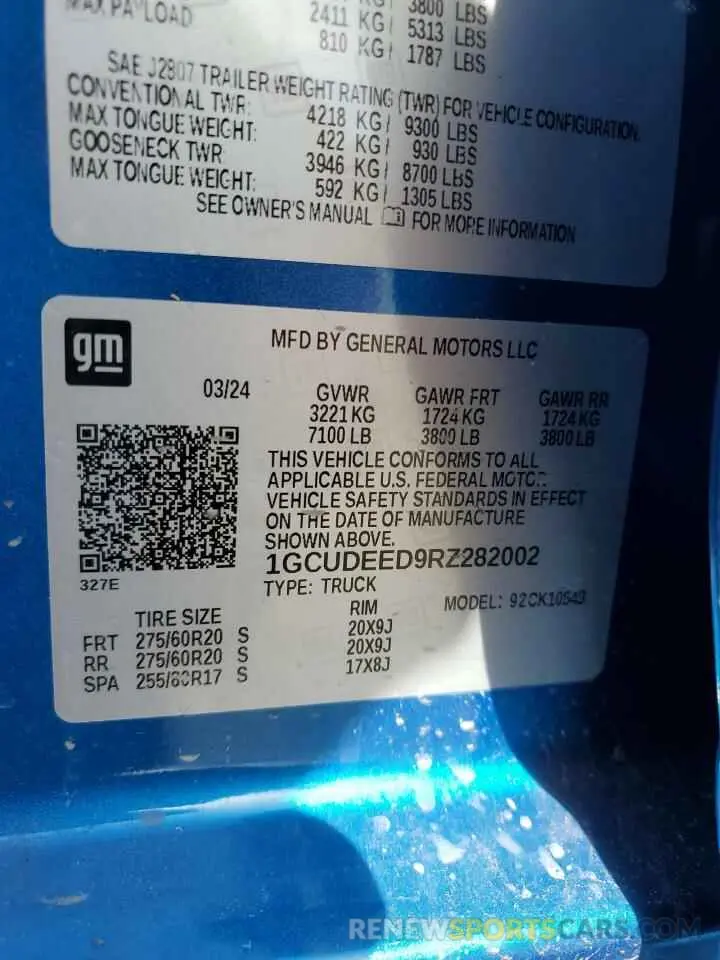 3800 LBS
MAX PAYLOAD 2411 KG/ 5313 LBS
810 KG/ 1787 LBS
SAE J2807 TRAILER WEIGHT RATING (TWR) FOR VEHICLE CONFIGURATION
CONVENTIONAL TWR: 4218 KG/ 9300 LBS
MAX TONGUE WEIGHT: 422 KG/ 930 LBS
GOOSENECK TWR: 3946 KG/ 8700 LBS
MAX TONGUE WEIGHT: 592 KG/ 1305 LBS
SEE OWNER'S MANUAL FOR MORE INFORMATION
gm
MFD BY GENERAL MOTORS LLC
03/24 GVWR GAWR FRT GAWR RR
3221 KG 1724 KG 1724 KG
7100 LB 3800 LB 3800 LB
THIS VEHICLE CONFORMS TO ALL
APPLICABLE U.S. FEDERAL MOTOR
VEHICLE SAFETY STANDARDS IN EFFECT
ON THE DATE OF MANUFACTURE
SHOWN ABOVE.
1GCUDEED9RZ282002
327E
TYPE: TRUCK MODEL: 92CK10543
TIRE SIZE RIM
FRT 275/60R20 S 20X9J
RR 275/60R20 S 20X9J
SPA 255/80R17 S 17X8J
RENEWSPORTSCARS.COM